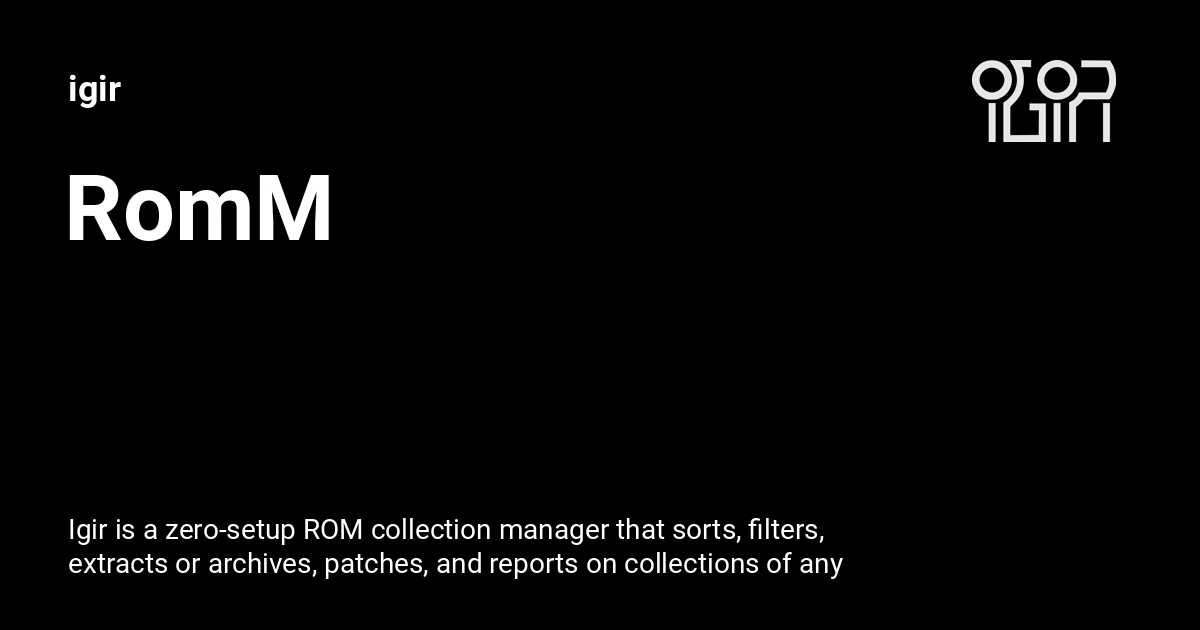 igir
IGIR
RomM
Igir is a zero-setup ROM collection manager that sorts, filters,
extracts or archives, patches, and reports on collections of any